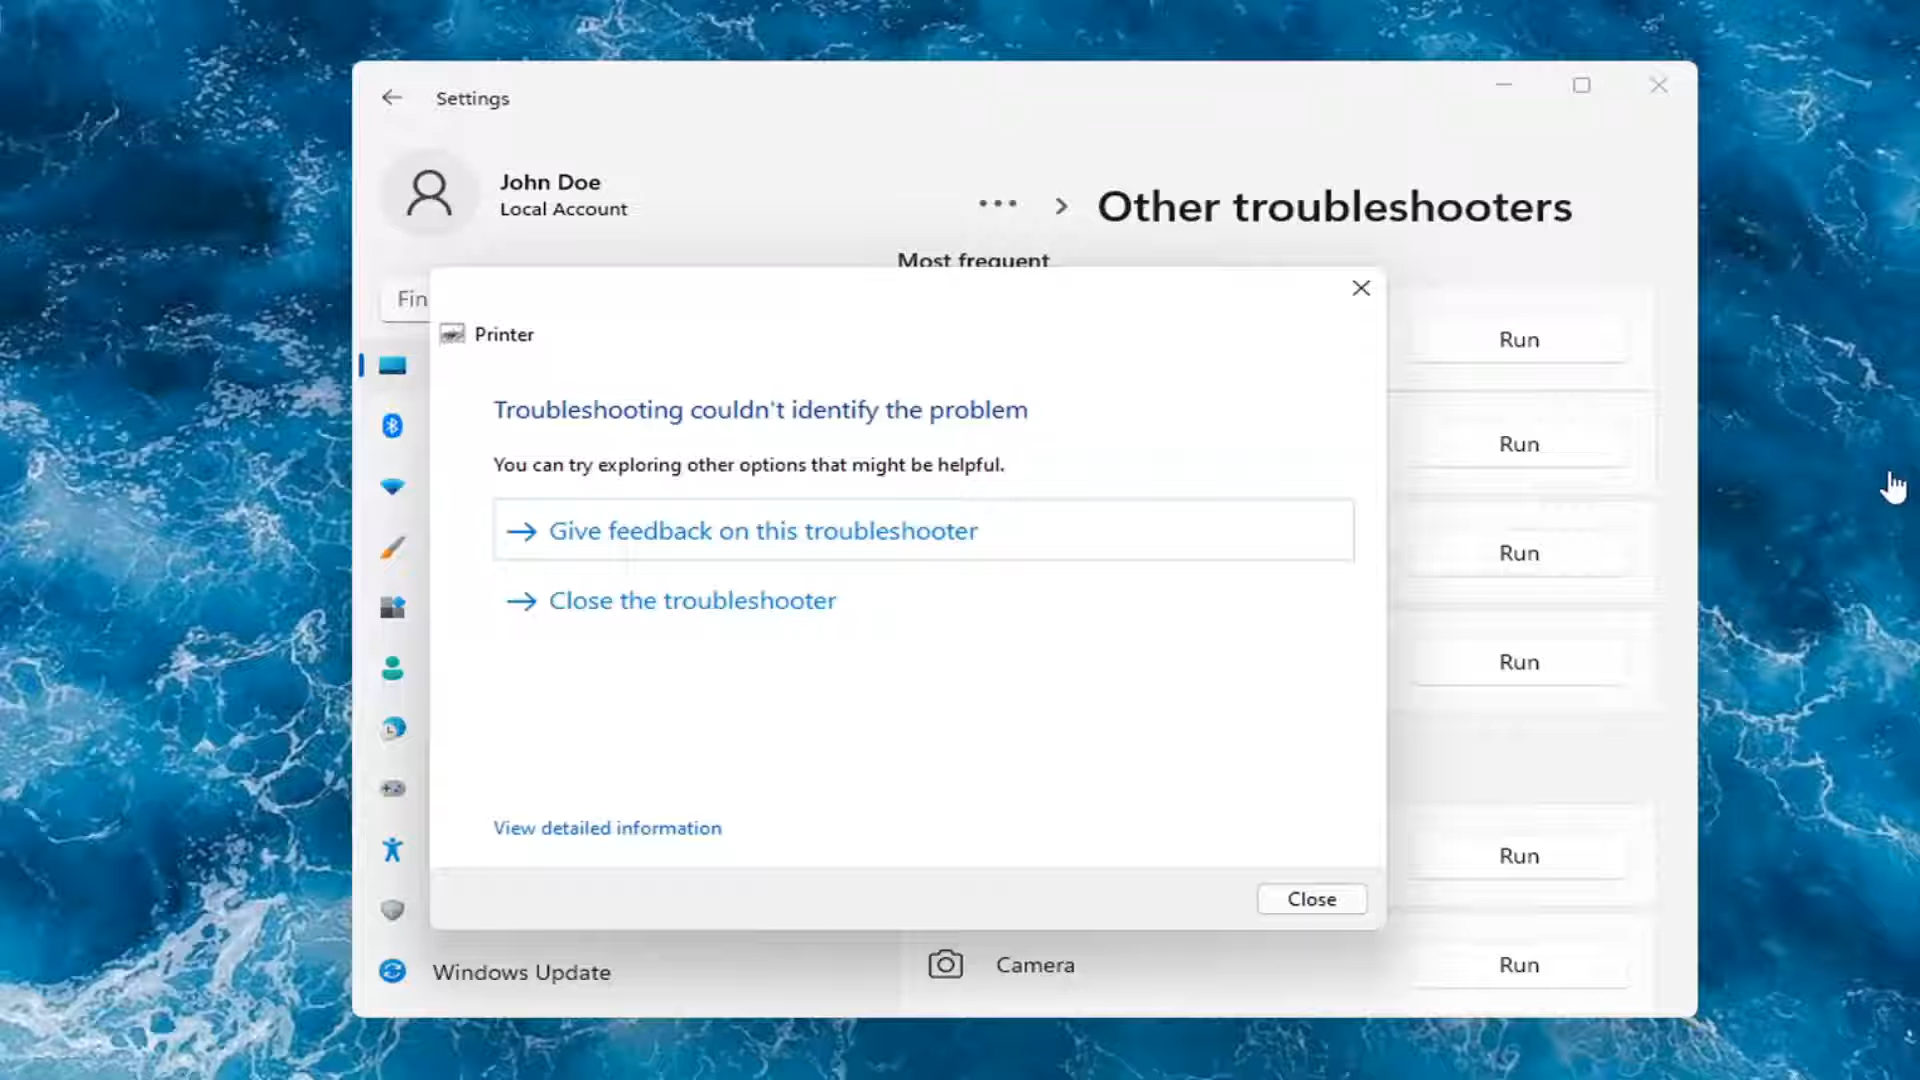 Settings
John Doe
Local Account
Other troubleshooters
Most frequent
Fin
Printer
Run
Troubleshooting couldn't identify the problem
Run
You can try exploring other options that might be helpful.
Give feedback on this troubleshooter
Run
Close the troubleshooter
Run
View detailed information
Run
Close
Windows Update
Camera
Run